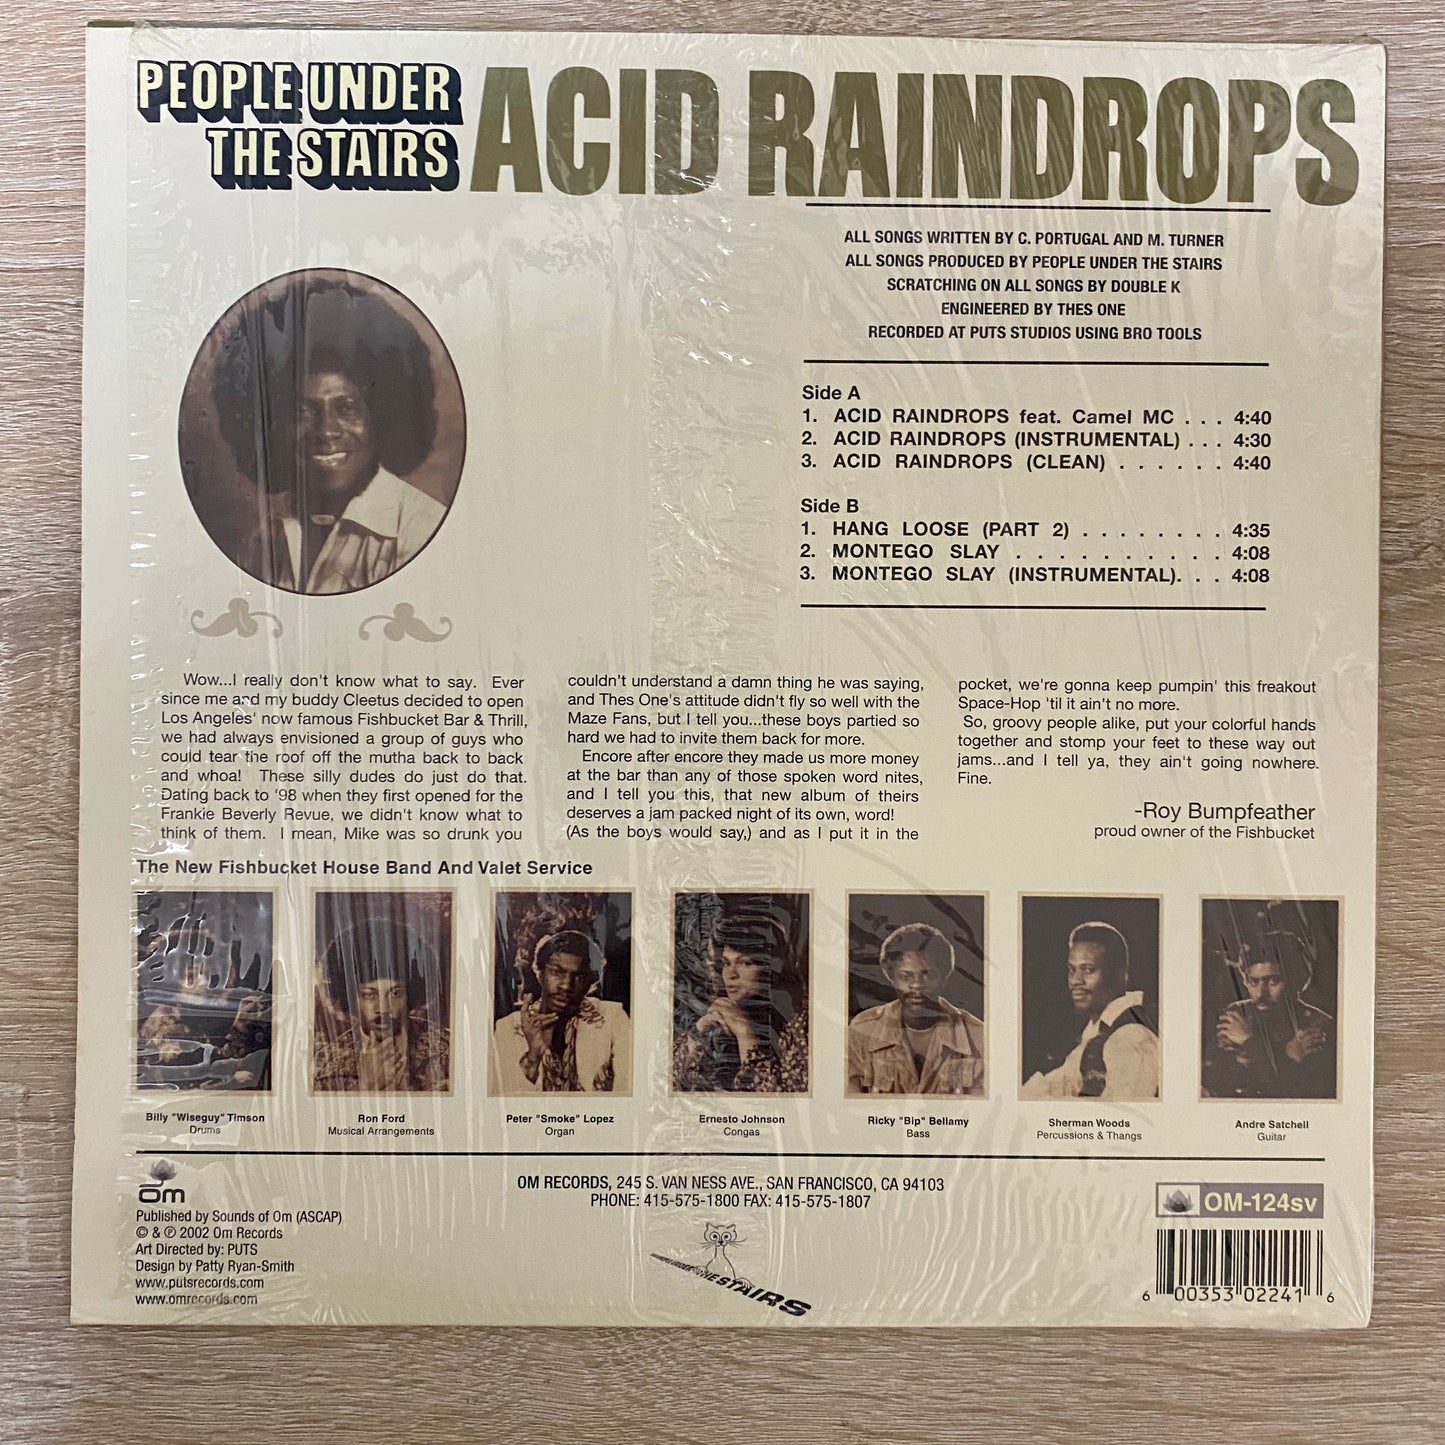 PEOPLE UNDER
THE STAIRS
ACID RAINDROPS
ALL SONGS WRITTEN BY C. PORTUGAL AND M. TURNER
ALL SONGS PRODUCED BY PEOPLE UNDER THE STAIRS
SCRATCHING ON ALL SONGS BY DOUBLE K
ENGINEERED BY THES ONE
RECORDED AT PUTS STUDIOS USING BRO TOOLS
Side A
1. ACID RAINDROPS feat. Camel MC . . . 4:40
2. ACID RAINDROPS (INSTRUMENTAL) . . . 4:30
3. ACID RAINDROPS (CLEAN) . . . . . . 4:40
Side B
1. HANG LOOSE (PART 2) . . . . . . . . 4:35
2. MONTEGO SLAY . . . . . . . . . . 4:08
3. MONTEGO SLAY (INSTRUMENTAL). . . 4:08
Wow...I really don't know what to say. Ever
since me and my buddy Cleetus decided to open
Los Angeles' now famous Fishbucket Bar & Thrill,
we had always envisioned a group of guys who
could tear the roof off the mutha back to back
and whoa! These silly dudes do just do that.
Dating back to '98 when they first opened for the
Frankie Beverly Revue, we didn't know what to
think of them. I mean, Mike was so drunk you
couldn't understand a damn thing he was saying,
and Thes One's attitude didn't fly so well with the
Maze Fans, but I tell you...these boys partied so
hard we had to invite them back for more.
Encore after encore they made us more money
at the bar than any of those spoken word nites,
and I tell you this, that new album of theirs
deserves a jam packed night of its own, word!
(As the boys would say,) and as I put it in the
pocket, we're gonna keep pumpin' this freakout
Space-Hop 'til it ain't no more.
So, groovy people alike, put your colorful hands
together and stomp your feet to these way out
jams...and I tell ya, they ain't going nowhere.
Fine.
-Roy Bumpfeather
proud owner of the Fishbucket
The New Fishbucket House Band And Valet Service
Billy "Wiseguy" Timson
Drums
Ron Ford
Musical Arrangements
Peter "Smoke" Lopez
Organ
Ernesto Johnson
Congas
Ricky "Bip" Bellamy
Bass
Sherman Woods
Percussions & Thangs
Andre Satchell
Guitar
om
Published by Sounds of Om (ASCAP)
© & ℗ 2002 Om Records
Art Directed by: PUTS
Design by Patty Ryan-Smith
www.putsrecords.com
www.omrecords.com
OM RECORDS, 245 S. VAN NESS AVE., SAN FRANCISCO, CA 94103
PHONE: 415-575-1800 FAX: 415-575-1807
PEOPLE UNDER THE STAIRS
OM-124sv
6 00353 02241 6